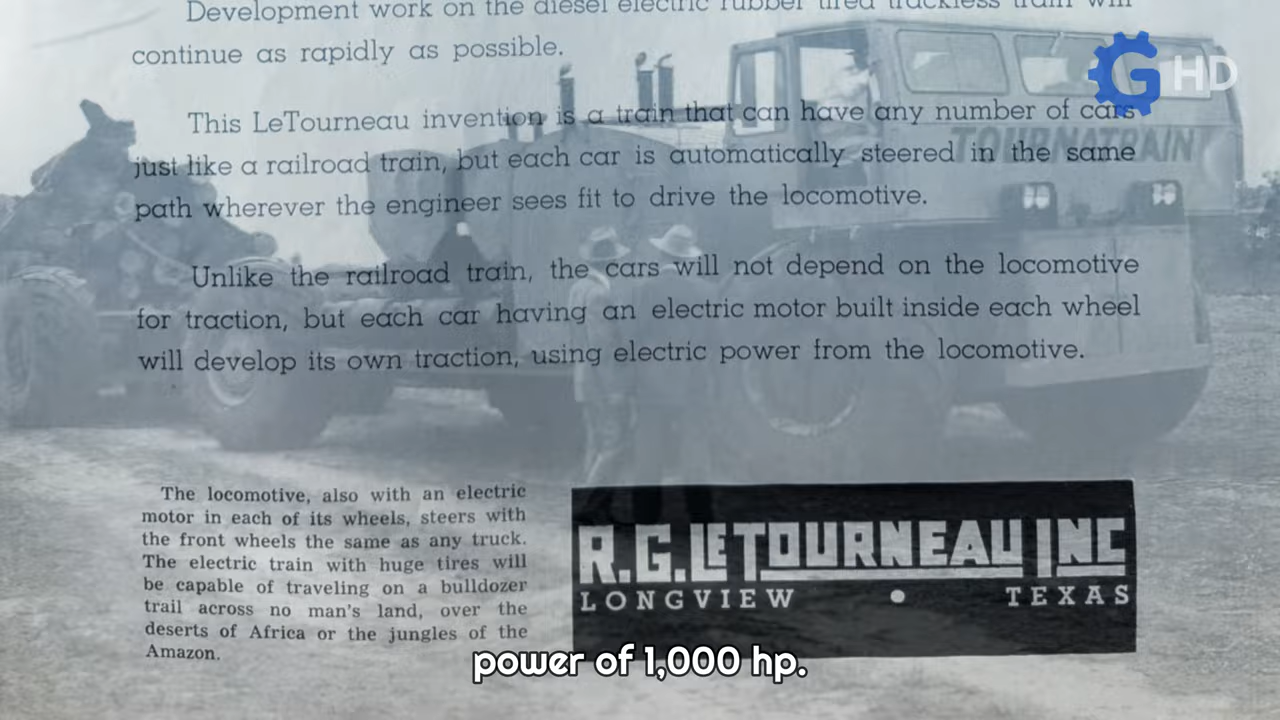 Development work on the diesel electric rubber tired trackless train will
continue as rapidly as possible.
This LeTourneau invention is a train that can have any number of cars
just like a railroad train, but each car is automatically steered in the same
path wherever the engineer sees fit to drive the locomotive.
Unlike the railroad train, the cars will not depend on the locomotive
for traction, but each car having an electric motor built inside each wheel
will develop its own traction, using electric power from the locomotive.
The locomotive, also with an electric
motor in each of its wheels, steers with
the front wheels the same as any truck.
The electric train with huge tires will
be capable of traveling on a bulldozer
trail across no man's land, over the
deserts of Africa or the jungles of the
Amazon.
R.G. LETOURNEAU INC
LONGVIEW • TEXAS
TOURNATRAIN
G HD
power of 1,000 hp.